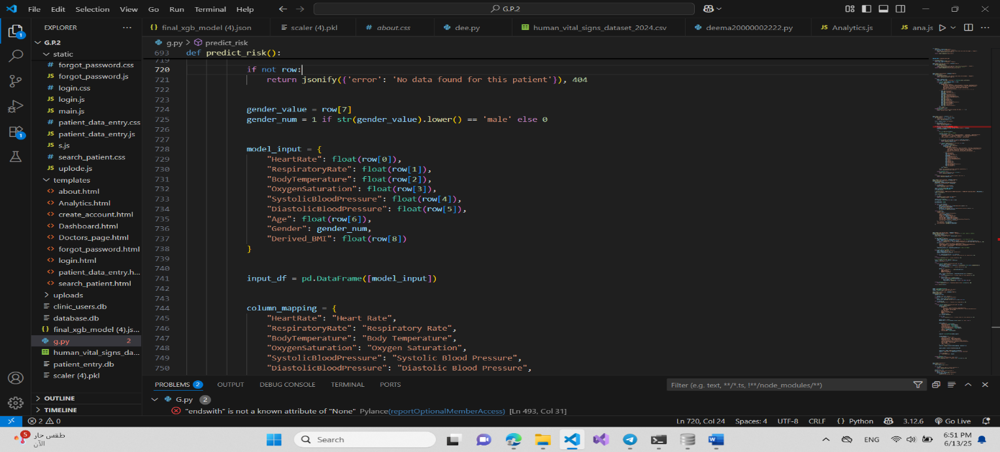 File Edit Selection View Go Run Terminal Help
G.P.2
EXPLORER
G.P.2
static
forgot_password.css
forgot_password.js
login.css
login.js
main.js
patient_data_entry.css
patient_data_entry.js
s.js
search_patient.css
uplode.js
templates
about.html
Analytics.html
create_account.html
Dashboard.html
Doctors_page.html
forgot_password.html
login.html
patient_data_entry.h...
search_patient.html
uploads
clinic_users.db
database.db
final_xgb_model (4).js...
g.py 2
human_vital_signs_da...
patient_entry.db
scaler (4).pkl
OUTLINE
TIMELINE
final_xgb_model (4).json scaler (4).pkl about.css dee.py human_vital_signs_dataset_2024.csv deema20000002222.py Analytics.js ana.js
g.py > predict_risk
693 def predict_risk():
719
720 if not row:
721 return jsonify({'error': 'No data found for this patient'}), 404
722
723
724 gender_value = row[7]
725 gender_num = 1 if str(gender_value).lower() == 'male' else 0
726
727
728 model_input = {
729 "HeartRate": float(row[0]),
730 "RespiratoryRate": float(row[1]),
731 "BodyTemperature": float(row[2]),
732 "OxygenSaturation": float(row[3]),
733 "SystolicBloodPressure": float(row[4]),
734 "DiastolicBloodPressure": float(row[5]),
735 "Age": float(row[6]),
736 "Gender": gender_num,
737 "Derived_BMI": float(row[8])
738 }
739
740
741 input_df = pd.DataFrame([model_input])
742
743
744 column_mapping = {
745 "HeartRate": "Heart Rate",
746 "RespiratoryRate": "Respiratory Rate",
747 "BodyTemperature": "Body Temperature",
748 "OxygenSaturation": "Oxygen Saturation",
749 "SystolicBloodPressure": "Systolic Blood Pressure",
750 "DiastolicBloodPressure": "Diastolic Blood Pressure",
PROBLEMS 2 OUTPUT DEBUG CONSOLE TERMINAL PORTS
Filter (e.g. text, **/*.ts, !**/node_modules/**)
G.py 2
"endswith" is not a known attribute of "None" Pylance(reportOptionalMemberAccess) [Ln 493, Col 31]
2 0
Ln 720, Col 24 Spaces: 4 UTF-8 CRLF {} Python 3.12.6 Go Live
5 طقس حار
الآن
Search
ENG
6:51 PM
6/13/25